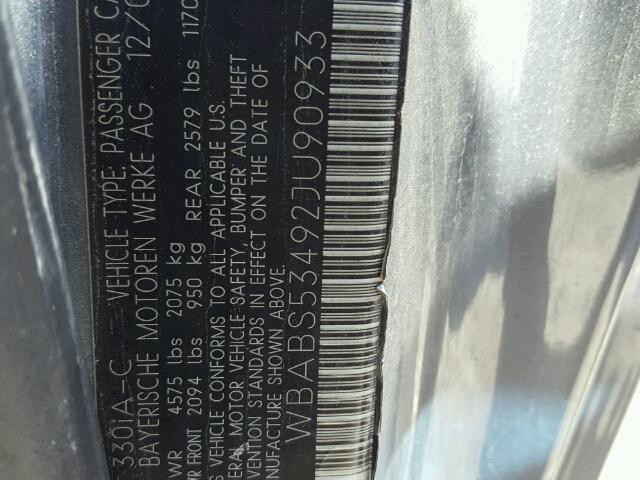 330iA-C VEHICLE TYPE: PASSENGER CA
BAYERISCHE MOTOREN WERKE AG 12/0
WR 4575 lbs 2075 kg
WR FRONT 2094 lbs 950 kg REAR 2579 lbs 1170
S VEHICLE CONFORMS TO ALL APPLICABLE U.S.
ERAL MOTOR VEHICLE SAFETY, BUMPER AND THEFT
VENTION STANDARDS IN EFFECT ON THE DATE OF
NUFACTURE SHOWN ABOVE.
WBABS53492JU90933